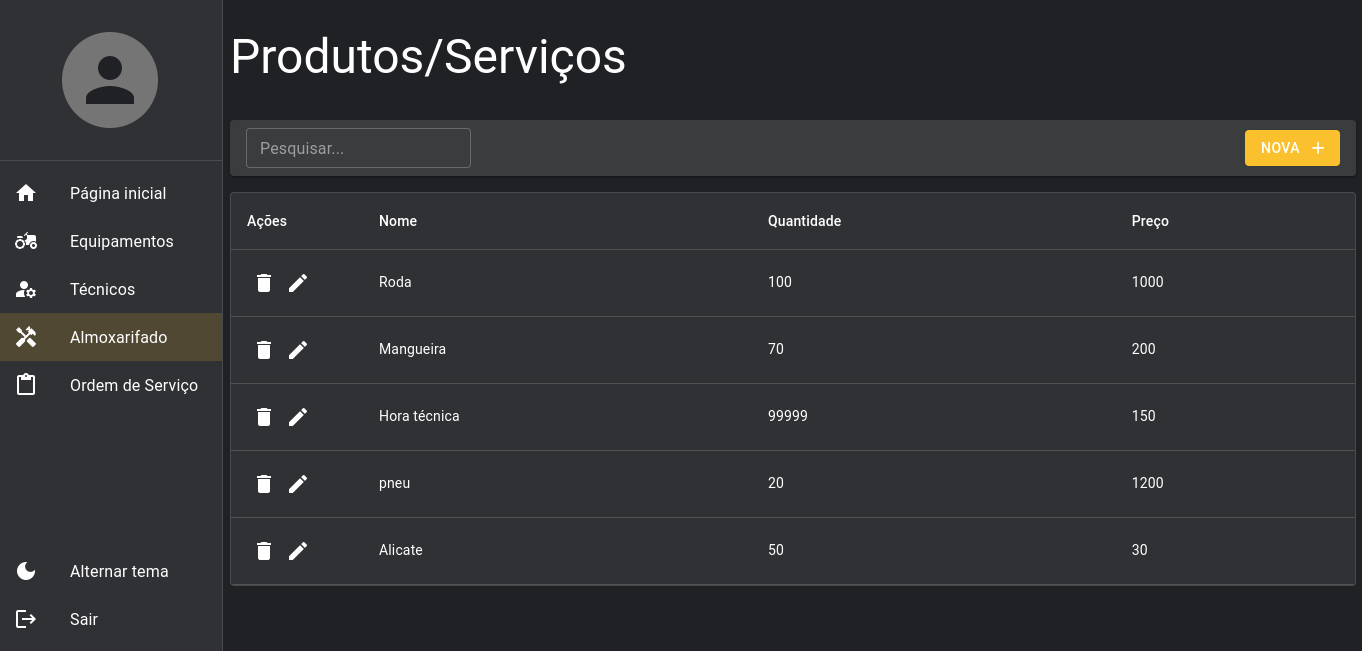 Produtos/Serviços
Pesquisar...
NOVA
Página inicial
Equipamentos
Técnicos
Almoxarifado
Ordem de Serviço
Alternar tema
Sair
Ações Nome Quantidade Preço
Roda 100 1000
Mangueira 70 200
Hora técnica 99999 150
pneu 20 1200
Alicate 50 30